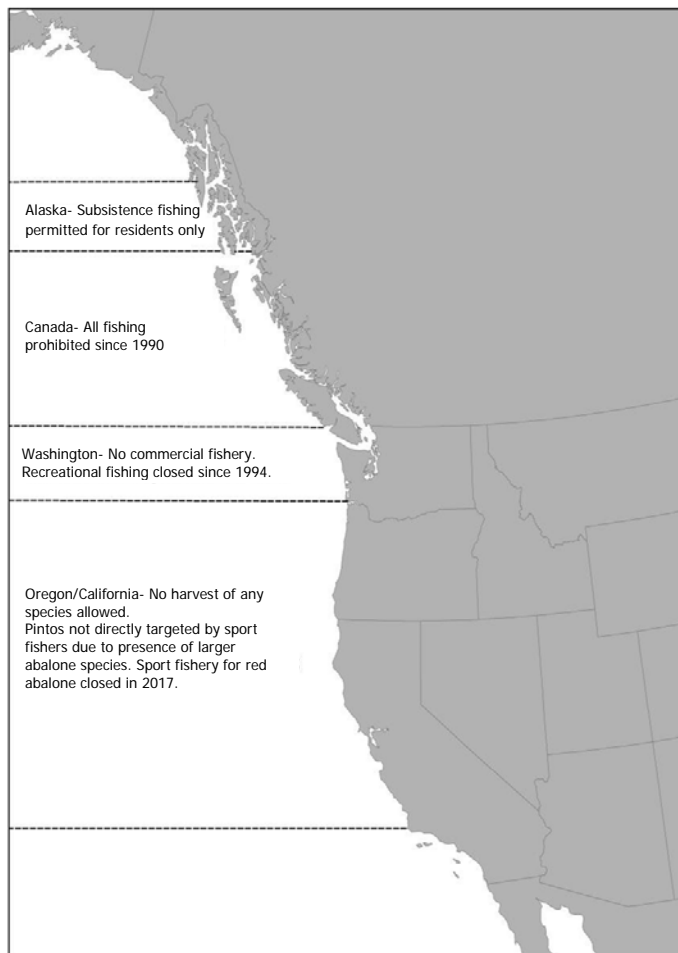 Alaska- Subsistence fishing
permitted for residents only
Canada- All fishing
prohibited since 1990
Washington- No commercial fishery.
Recreational fishing closed since 1994.
Oregon/California- No harvest of any
species allowed.
Pintos not directly targeted by sport
fishers due to presence of larger
abalone species. Sport fishery for red
abalone closed in 2017.